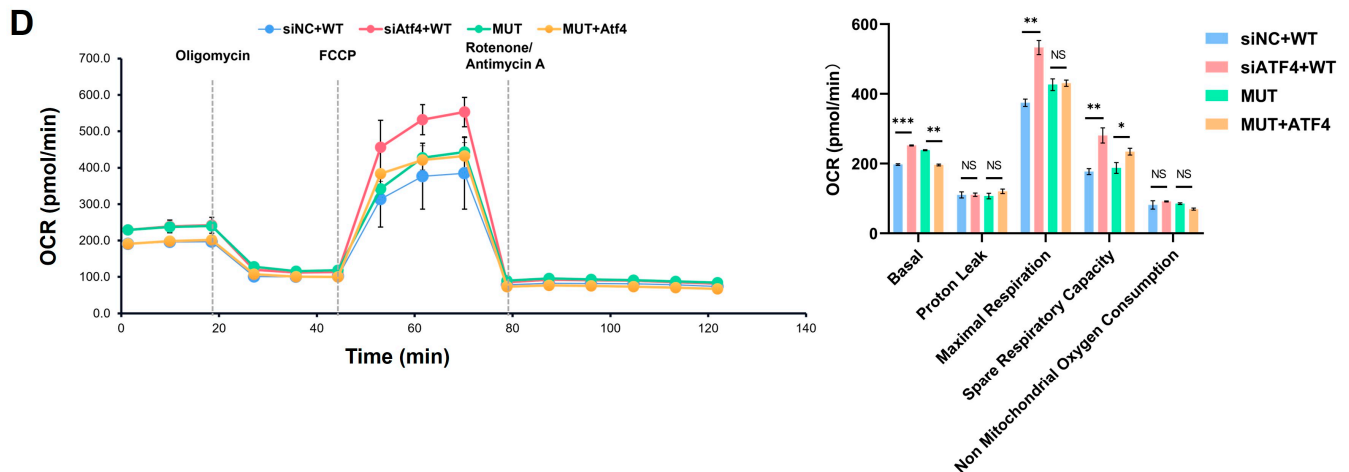 D
siNC+WT
siAtf4+WT
MUT
MUT+Atf4
Oligomycin
FCCP
Rotenone/
Antimycin A
700.0
600.0
500.0
400.0
300.0
200.0
100.0
0.0
OCR (pmol/min)
0
20
40
60
80
100
120
140
Time (min)
600
400
200
0
OCR (pmol/min)
***
**
NS
NS
**
NS
**
*
NS
NS
Basal
Proton Leak
Maximal Respiration
Spare Respiratory Capacity
Non Mitochondrial Oxygen Consumption
siNC+WT
siATF4+WT
MUT
MUT+ATF4